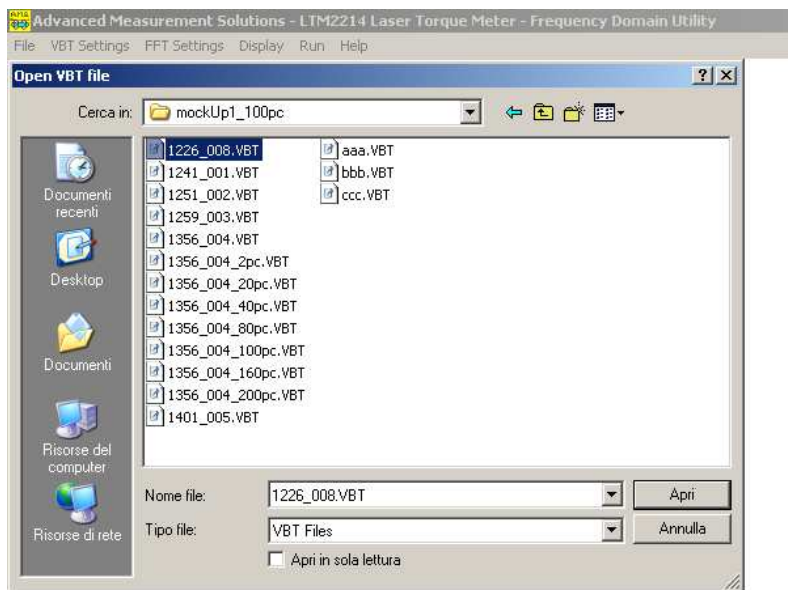 Advanced Measurement Solutions - LTM2214 Laser Torque Meter - Frequency Domain Utility
File VBT Settings FFT Settings Display Run Help
Open VBT file
Cerca in: mockUp1_100pc
1226_008.VBT
1241_001.VBT
1251_002.VBT
1259_003.VBT
1356_004.VBT
1356_004_2pc.VBT
1356_004_20pc.VBT
1356_004_40pc.VBT
1356_004_80pc.VBT
1356_004_100pc.VBT
1356_004_160pc.VBT
1356_004_200pc.VBT
1401_005.VBT
aaa.VBT
bbb.VBT
ccc.VBT
Documenti
recenti
Desktop
Documenti
Risorse del
computer
Risorse di rete
Nome file: 1226_008.VBT Apri
Tipo file: VBT Files Annulla
Apri in sola lettura